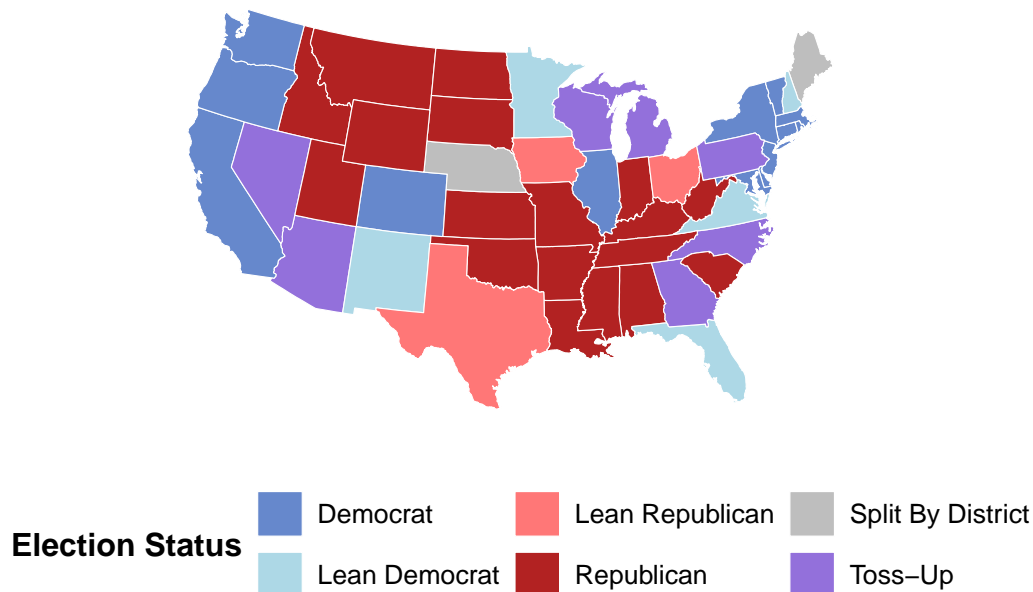 Election Status
Democrat
Lean Democrat
Lean Republican
Republican
Split By District
Toss−Up